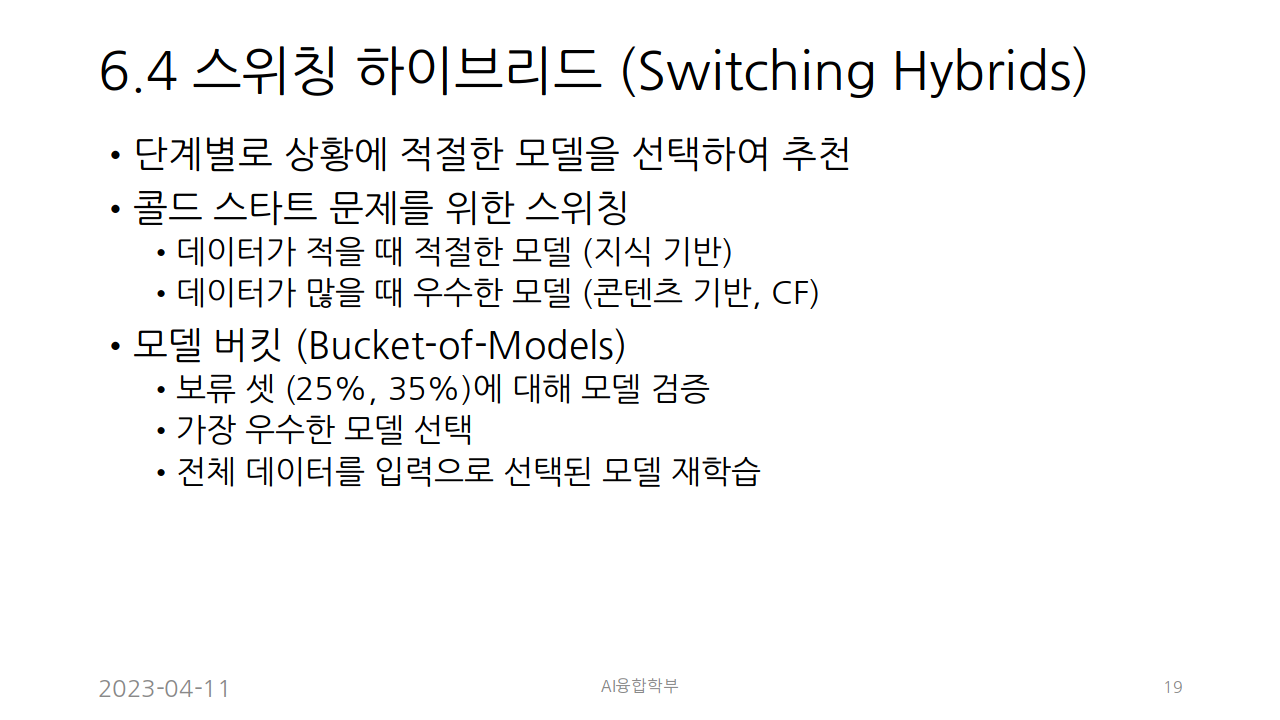 6.4 스위칭 하이브리드 (Switching Hybrids)
• 단계별로 상황에 적절한 모델을 선택하여 추천
• 콜드 스타트 문제를 위한 스위칭
• 데이터가 적을 때 적절한 모델 (지식 기반)
• 데이터가 많을 때 우수한 모델 (콘텐츠 기반, CF)
• 모델 버킷 (Bucket-of-Models)
• 보류 셋 (25%, 35%)에 대해 모델 검증
• 가장 우수한 모델 선택
• 전체 데이터를 입력으로 선택된 모델 재학습
2023-04-11
AI융합학부
19